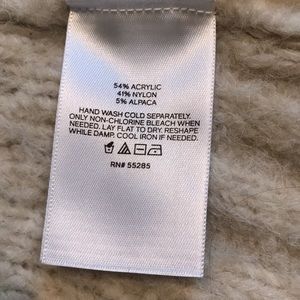 54% ACRYLIC
41% NYLON
5% ALPACA
HAND WASH COLD SEPARATELY.
ONLY NON-CHLORINE BLEACH WHEN
NEEDED. LAY FLAT TO DRY. RESHAPE
WHILE DAMP. COOL IRON IF NEEDED.
RN# 55285